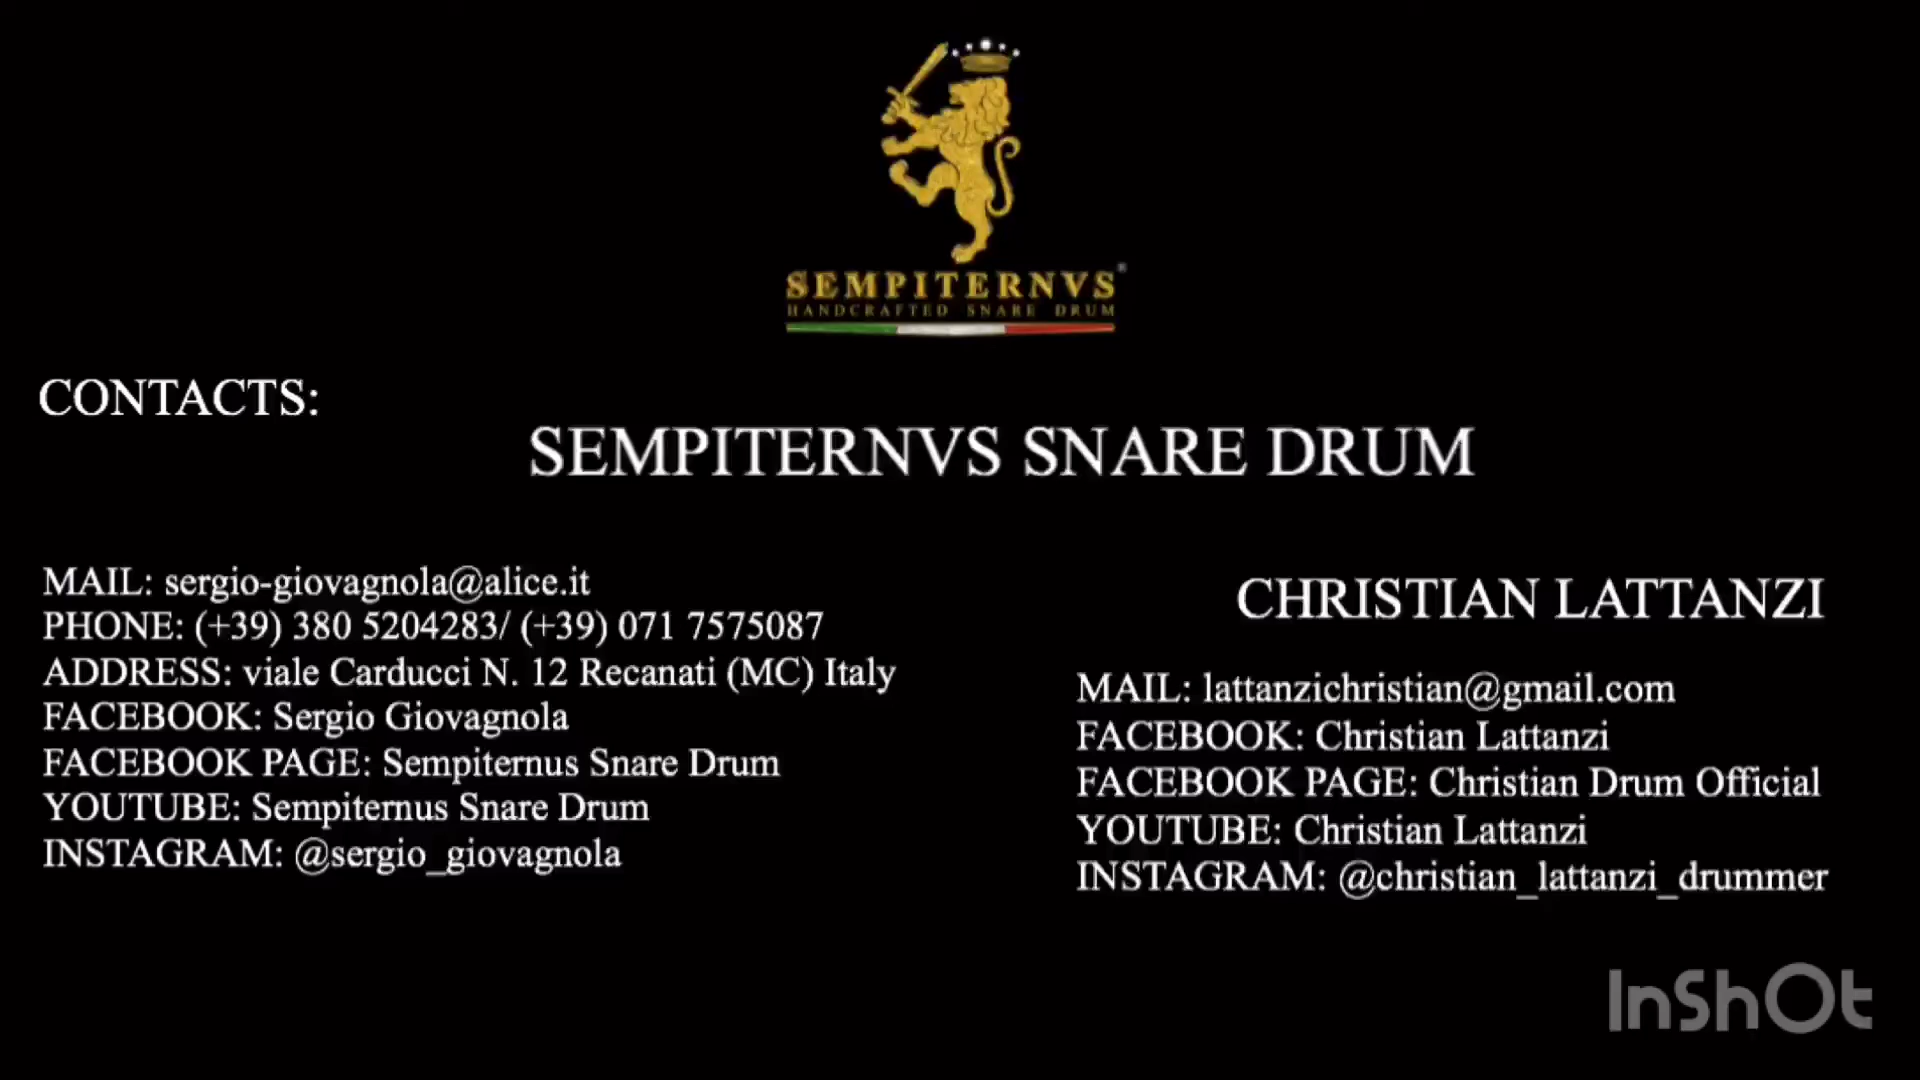 SEMPITERNVS®
HANDCRAFTED SNARE DRUM
CONTACTS:
SEMPITERNVS SNARE DRUM
MAIL: sergio-giovagnola@alice.it
PHONE: (+39) 380 5204283/ (+39) 071 7575087
ADDRESS: viale Carducci N. 12 Recanati (MC) Italy
FACEBOOK: Sergio Giovagnola
FACEBOOK PAGE: Sempiternus Snare Drum
YOUTUBE: Sempiternus Snare Drum
INSTAGRAM: @sergio_giovagnola
CHRISTIAN LATTANZI
MAIL: lattanzichristian@gmail.com
FACEBOOK: Christian Lattanzi
FACEBOOK PAGE: Christian Drum Official
YOUTUBE: Christian Lattanzi
INSTAGRAM: @christian_lattanzi_drummer
InShOt